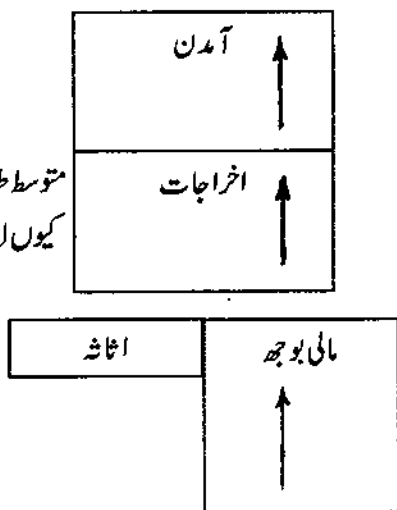 آمدن
متوسط
اخراجات
کیوں
مالی بوجھ
اثاثہ